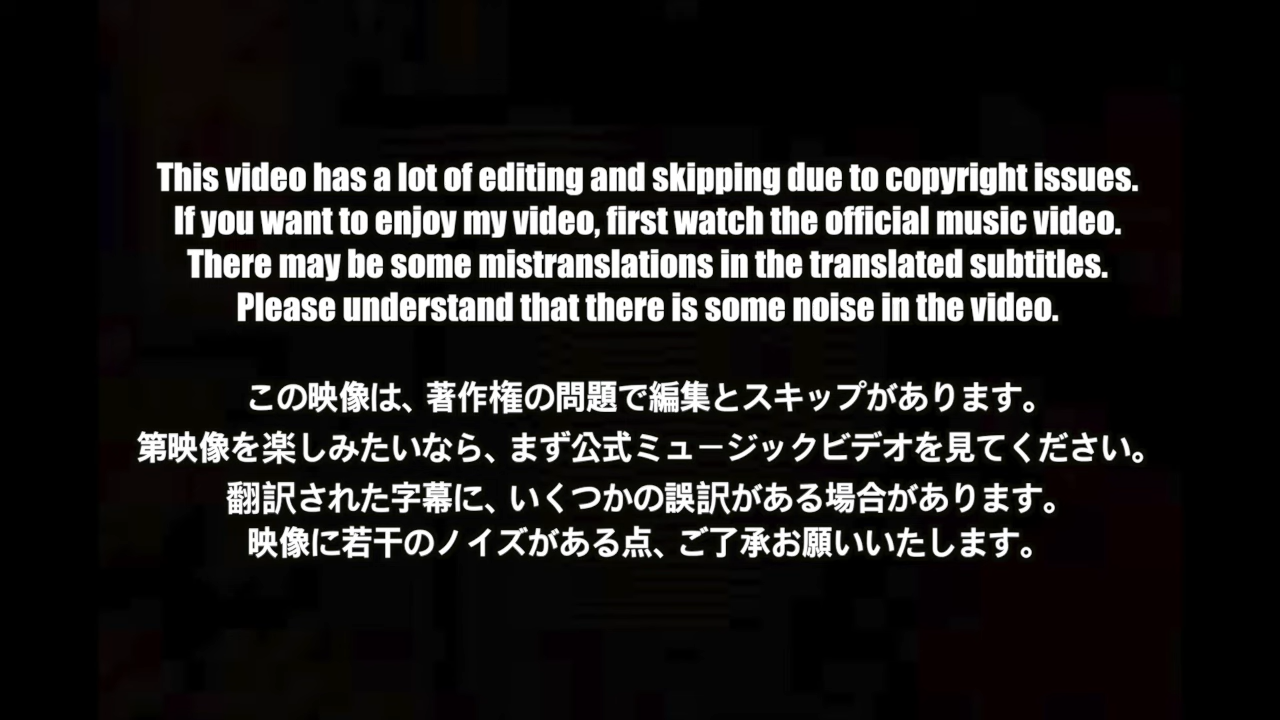 This video has a lot of editing and skipping due to copyright issues.
If you want to enjoy my video, first watch the official music video.
There may be some mistranslations in the translated subtitles.
Please understand that there is some noise in the video.
この映像は、著作権の問題で編集とスキップがあります。
第映像を楽しみたいなら、まず公式ミュージックビデオを見てください。
翻訳された字幕に、いくつかの誤訳がある場合があります。
映像に若干のノイズがある点、ご了承お願いいたします。